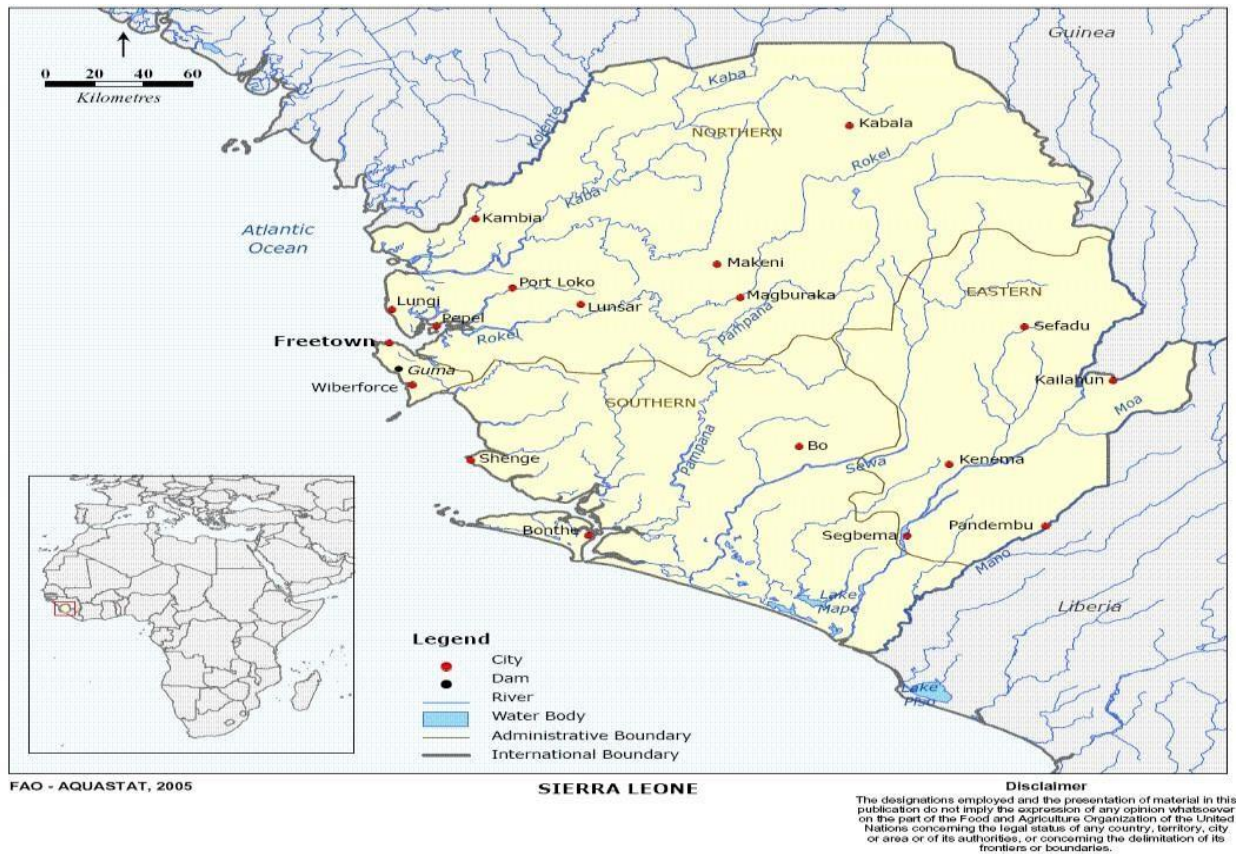 Guinea
0 20 40 60
Kilometres
Kaba
Kolente
NORTHERN
Kabala
Rokel
Kaba
Kambia
Atlantic
Ocean
Makeni
Port Loko
EASTERN
Lungi
Lunsar
Magburaka
Pepel
Sefadu
Rokel
Pampana
Freetown
Guma
Wiberforce
Kailahun
SOUTHERN
Moa
Bo
Pampana
Shenge
Sewa
Kenema
Bonthe
Segbema
Pandembu
Mano
Lake
Mape
Liberia
Legend
City
Dam
River
Lake
Piso
Water Body
Administrative Boundary
International Boundary
FAO - AQUASTAT, 2005
SIERRA LEONE
Disclaimer
The designations employed and the presentation of material in this
publication do not imply the expression of any opinion whatsoever
on the part of the Food and Agriculture Organization of the United
Nations concerning the legal status of any country, territory, city
or area or of its authorities, or concerning the delimitation of its
frontiers or boundaries.